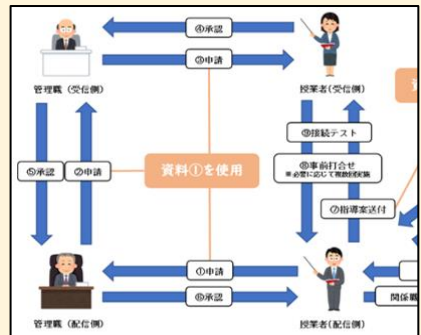 ④承認
③申請
管理職（受信側）
授業者（受信側）
⑨接続テスト
⑧事前打合せ
※必要に応じて複数回実施
⑤承認
②申請
資料①を使用
⑦指導案送付
①申請
⑥承認
関係職
管理職（配信側）
授業者（配信側）